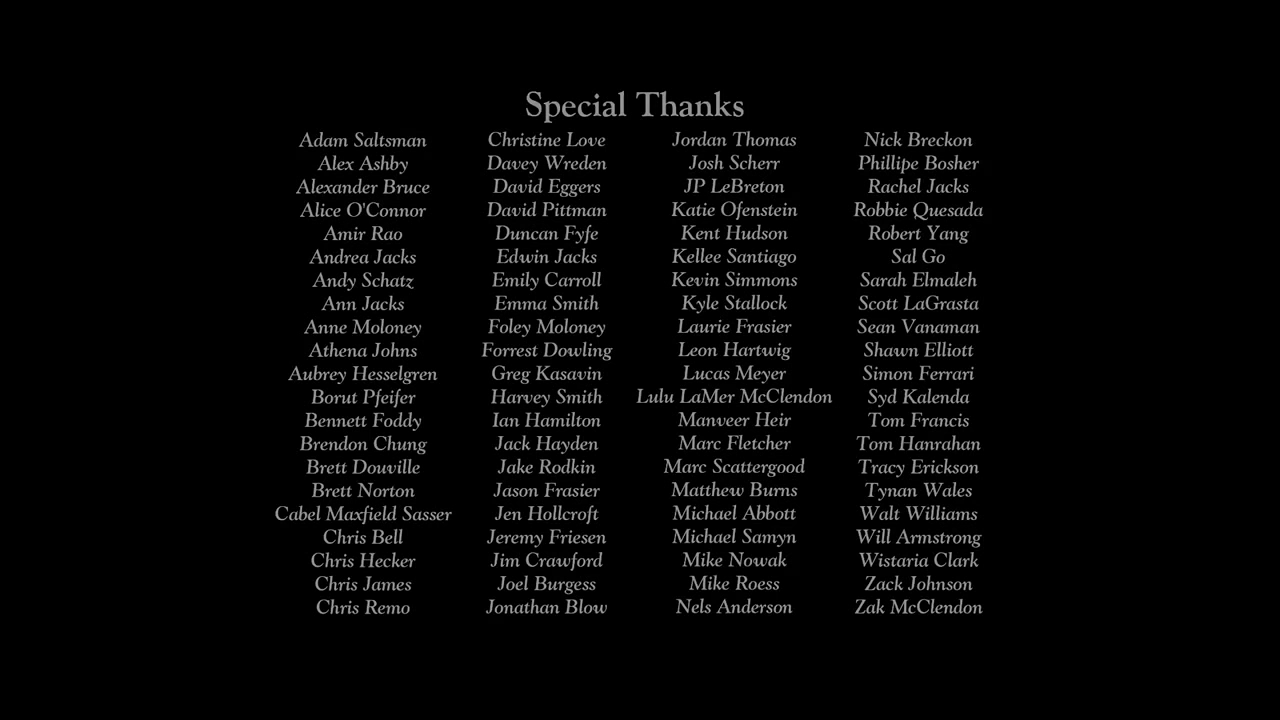 Special Thanks
Adam Saltsman
Alex Ashby
Alexander Bruce
Alice O'Connor
Amir Rao
Andrea Jacks
Andy Schatz
Ann Jacks
Anne Moloney
Athena Johns
Aubrey Hesselgren
Borut Pfeifer
Bennett Foddy
Brendon Chung
Brett Douville
Brett Norton
Cabel Maxfield Sasser
Chris Bell
Chris Hecker
Chris James
Chris Remo
Christine Love
Davey Wreden
David Eggers
David Pittman
Duncan Fyfe
Edwin Jacks
Emily Carroll
Emma Smith
Foley Moloney
Forrest Dowling
Greg Kasavin
Harvey Smith
Ian Hamilton
Jack Hayden
Jake Rodkin
Jason Frasier
Jen Hollcroft
Jeremy Friesen
Jim Crawford
Joel Burgess
Jonathan Blow
Jordan Thomas
Josh Scherr
JP LeBreton
Katie Ofenstein
Kent Hudson
Kellee Santiago
Kevin Simmons
Kyle Stallock
Laurie Frasier
Leon Hartwig
Lucas Meyer
Lulu LaMer McClendon
Manveer Heir
Marc Fletcher
Marc Scattergood
Matthew Burns
Michael Abbott
Michael Samyn
Mike Nowak
Mike Roess
Nels Anderson
Nick Breckon
Phillipe Bosher
Rachel Jacks
Robbie Quesada
Robert Yang
Sal Go
Sarah Elmaleh
Scott LaGrasta
Sean Vanaman
Shawn Elliott
Simon Ferrari
Syd Kalenda
Tom Francis
Tom Hanrahan
Tracy Erickson
Tynan Wales
Walt Williams
Will Armstrong
Wistaria Clark
Zack Johnson
Zak McClendon